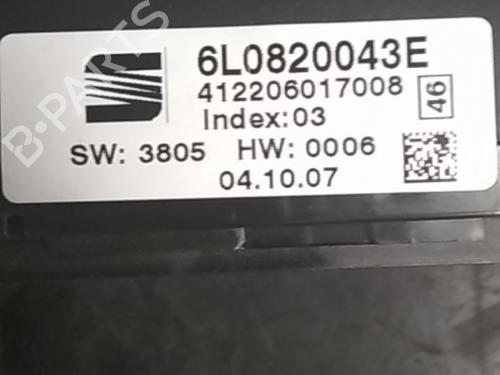 6L0820043E
412206017008
46
Index:03
SW: 3805 HW: 0006
04.10.07
B-PARTS